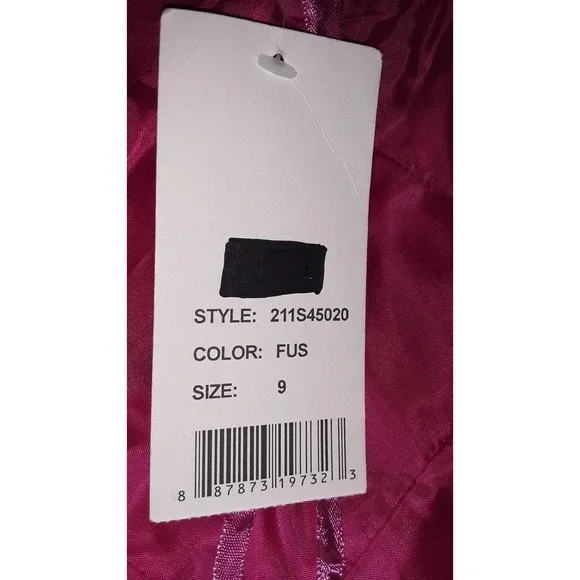 STYLE: 211S45020
COLOR: FUS
SIZE: 9
8 87873 19732 3